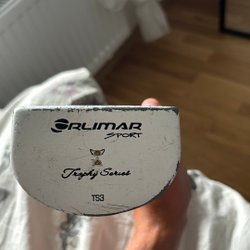 ORLIMAR
SPORT
Trophy Series
TS3